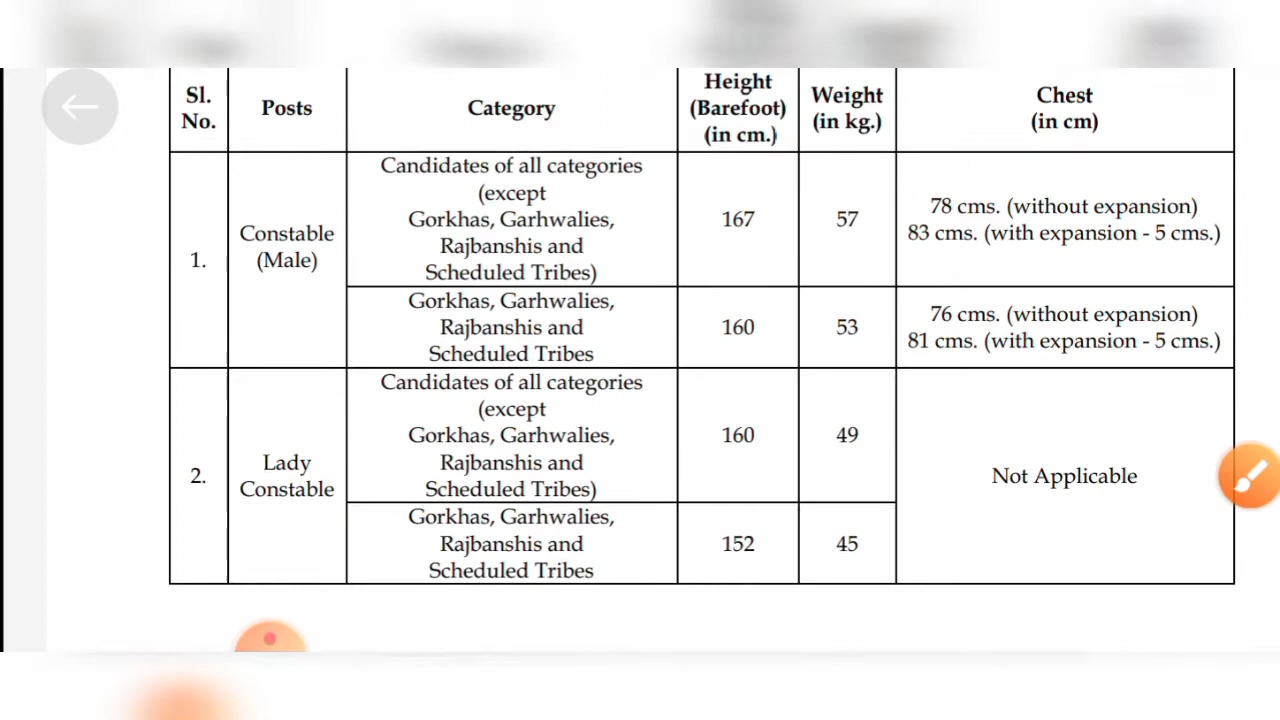 Sl.
No.
Posts
Category
Height
(Barefoot)
(in cm.)
Weight
(in kg.)
Chest
(in cm)
1.
Constable
(Male)
Candidates of all categories
(except
Gorkhas, Garhwalies,
Rajbanshis and
Scheduled Tribes)
167
57
78 cms. (without expansion)
83 cms. (with expansion - 5 cms.)
Gorkhas, Garhwalies,
Rajbanshis and
Scheduled Tribes
160
53
76 cms. (without expansion)
81 cms. (with expansion - 5 cms.)
2.
Lady
Constable
Candidates of all categories
(except
Gorkhas, Garhwalies,
Rajbanshis and
Scheduled Tribes)
160
49
Not Applicable
Gorkhas, Garhwalies,
Rajbanshis and
Scheduled Tribes
152
45